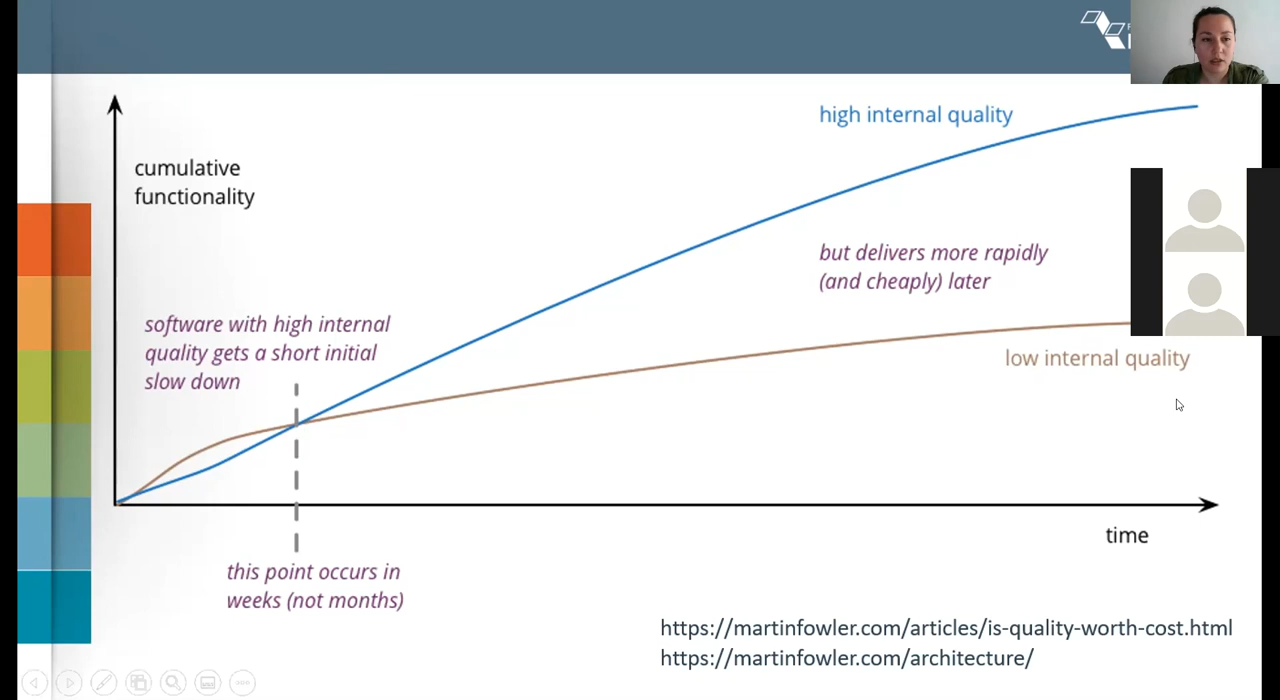 high internal quality
cumulative
functionality
but delivers more rapidly
(and cheaply) later
software with high internal
quality gets a short initial
slow down
low internal quality
time
this point occurs in
weeks (not months)
https://martinfowler.com/articles/is-quality-worth-cost.html
https://martinfowler.com/architecture/